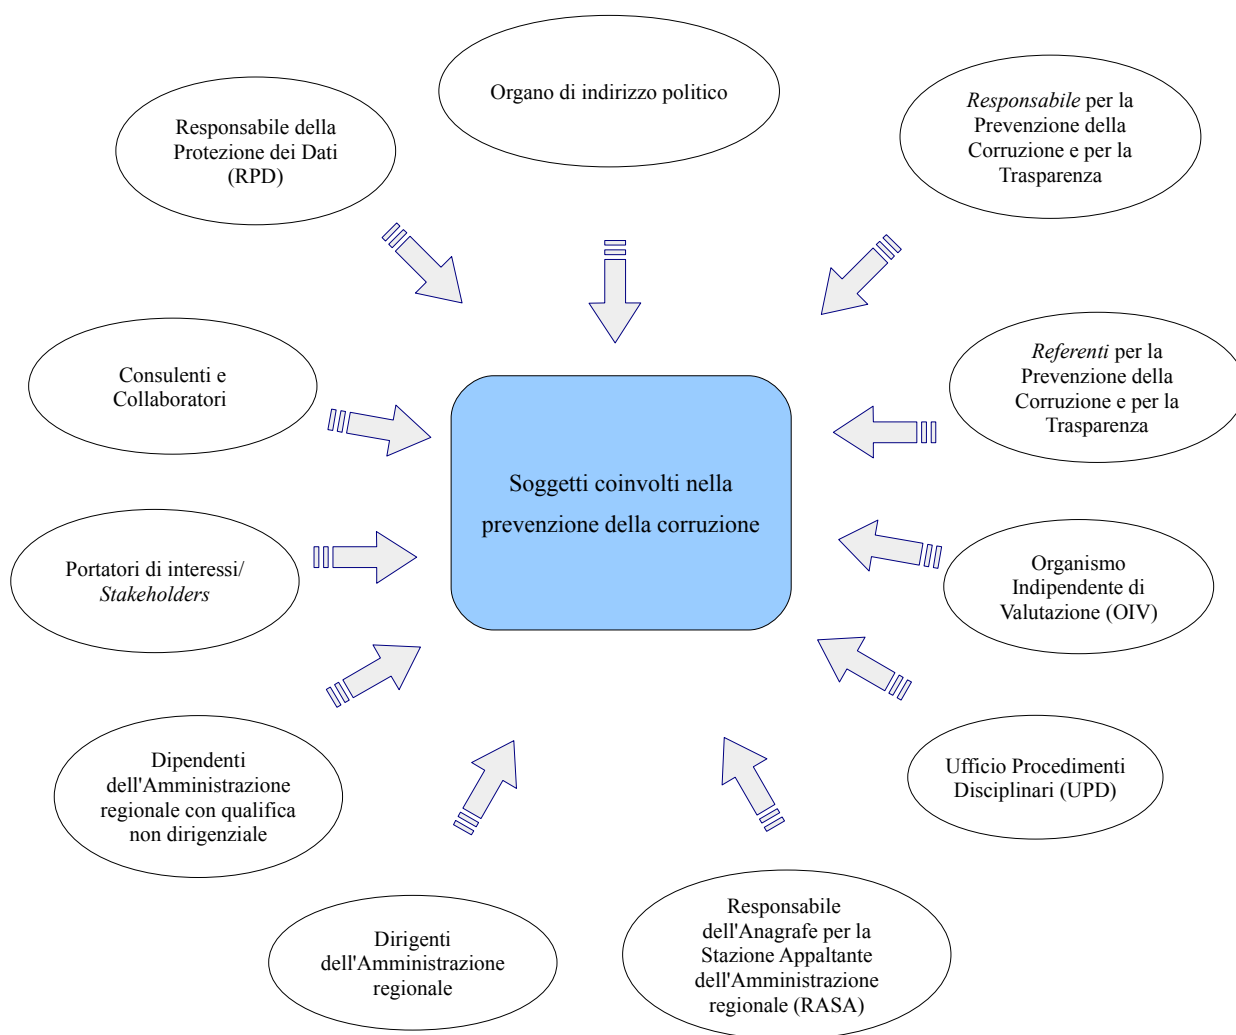 Organo di indirizzo politico
Responsabile per la
Prevenzione della
Corruzione e per la
Trasparenza
Responsabile della
Protezione dei Dati
(RPD)
Referenti per la
Prevenzione della
Corruzione e per la
Trasparenza
Consulenti e
Collaboratori
Soggetti coinvolti nella
prevenzione della corruzione
Portatori di interessi/
Stakeholders
Organismo
Indipendente di
Valutazione (OIV)
Dipendenti
dell'Amministrazione
regionale con qualifica
non dirigenziale
Ufficio Procedimenti
Disciplinari (UPD)
Dirigenti
dell'Amministrazione
regionale
Responsabile
dell'Anagrafe per la
Stazione Appaltante
dell'Amministrazione
regionale (RASA)